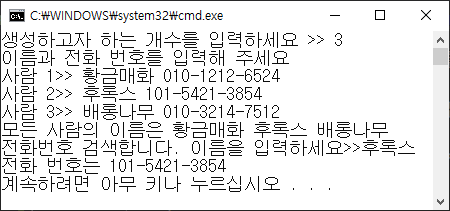 C:₩WINDOWS₩system32₩cmd.exe
생성하고자 하는 개수를 입력하세요 >> 3
이름과 전화 번호를 입력해 주세요
사람 1>> 황금매화 010-1212-6524
사람 2>> 후록스 101-5421-3854
사람 3>> 배롱나무 010-3214-7512
모든 사람의 이름은 황금매화 후록스 배롱나무
전화번호 검색합니다. 이름을 입력하세요>>후록스
전화 번호는 101-5421-3854
계속하려면 아무 키나 누르십시오 . . .